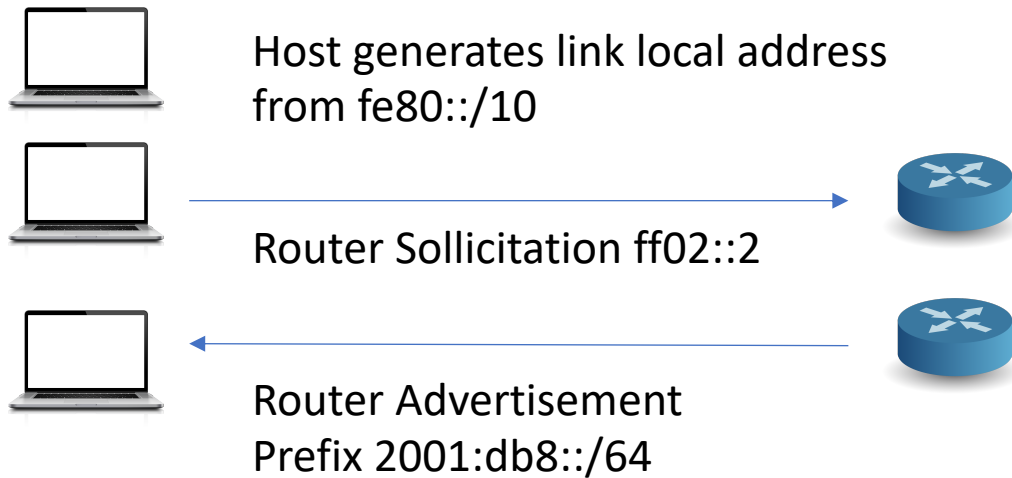 Host generates link local address
from fe80::/10
Router Sollicitation ff02::2
Router Advertisement
Prefix 2001:db8::/64